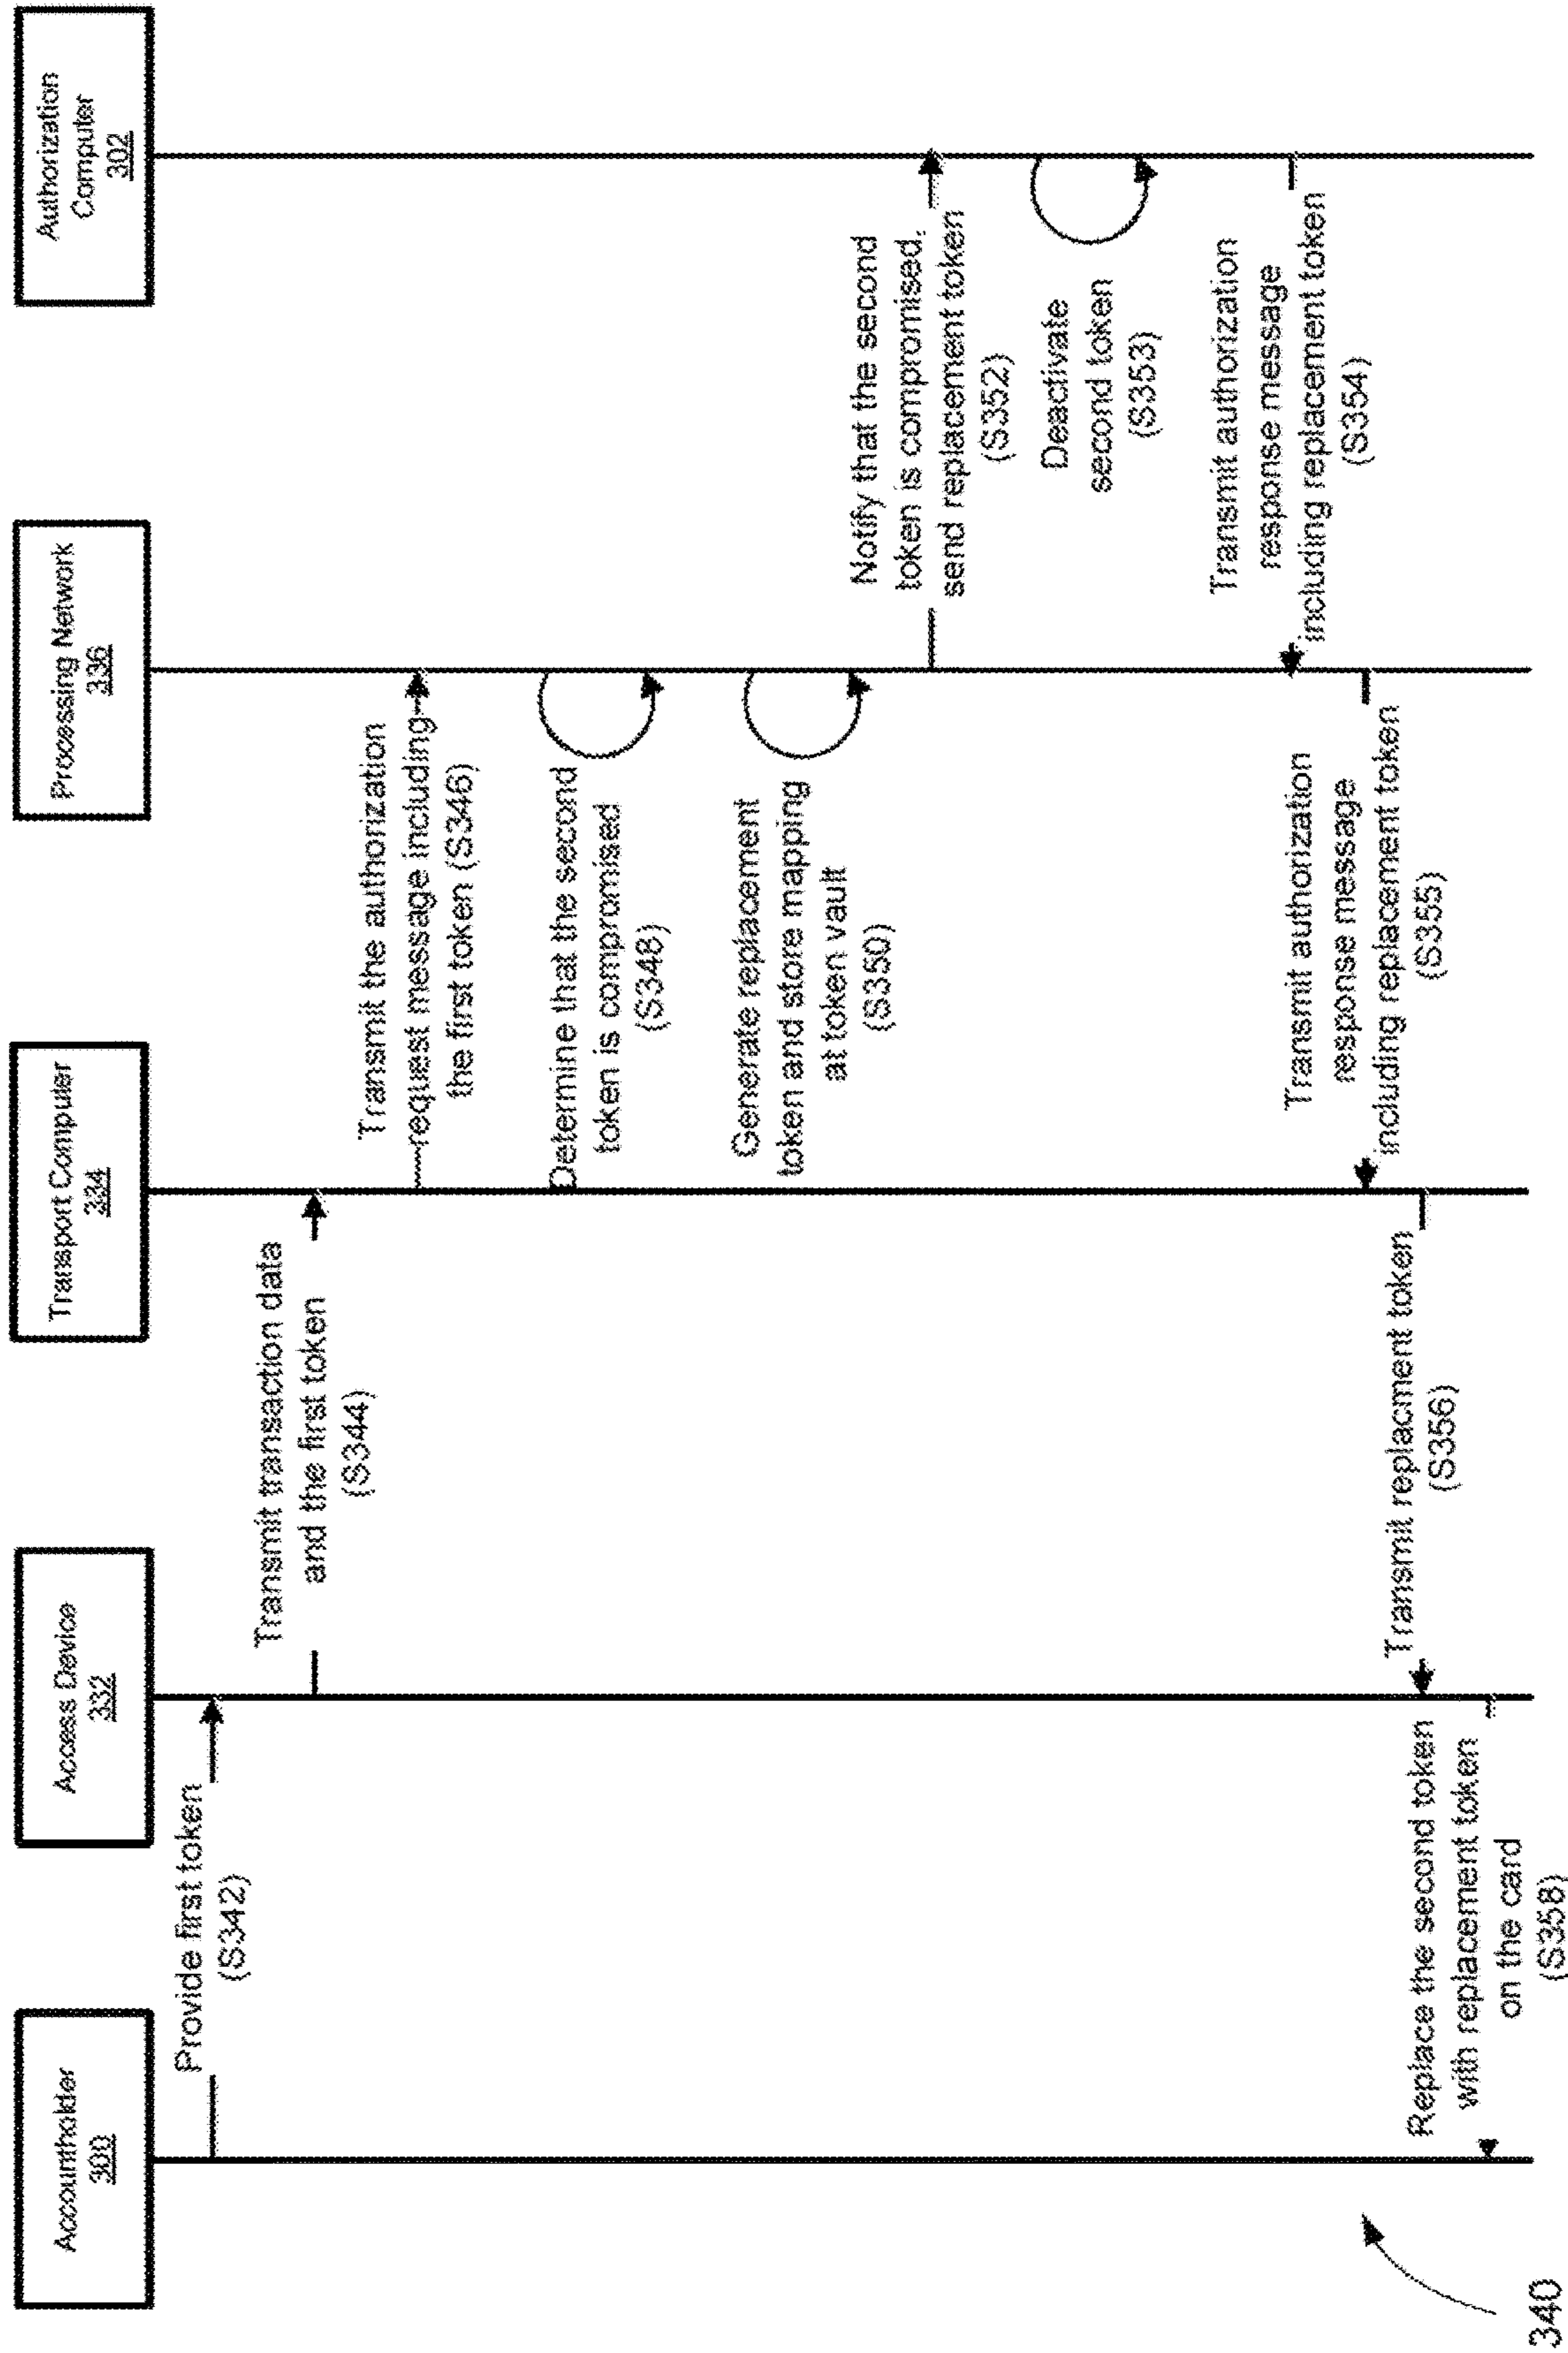 Accountholder
300
Access Device
332
Transport Computer
334
Processing Network
336
Authorization
Computer
302
Provide first token
(S342)
Transmit transaction data
and the first token
(S344)
Transmit the authorization
request message including
the first token (S346)
Determine that the second
token is compromised
(S348)
Generate replacement
token and store mapping
at token vault
(S350)
Notify that the second
token is compromised,
send replacement token
(S352)
Deactivate
second token
(S353)
Transmit authorization
response message
including replacement token
(S354)
Transmit authorization
response message
including replacement token
(S355)
Transmit replacment token
(S356)
Replace the second token
with replacement token
on the card
(S358)
340